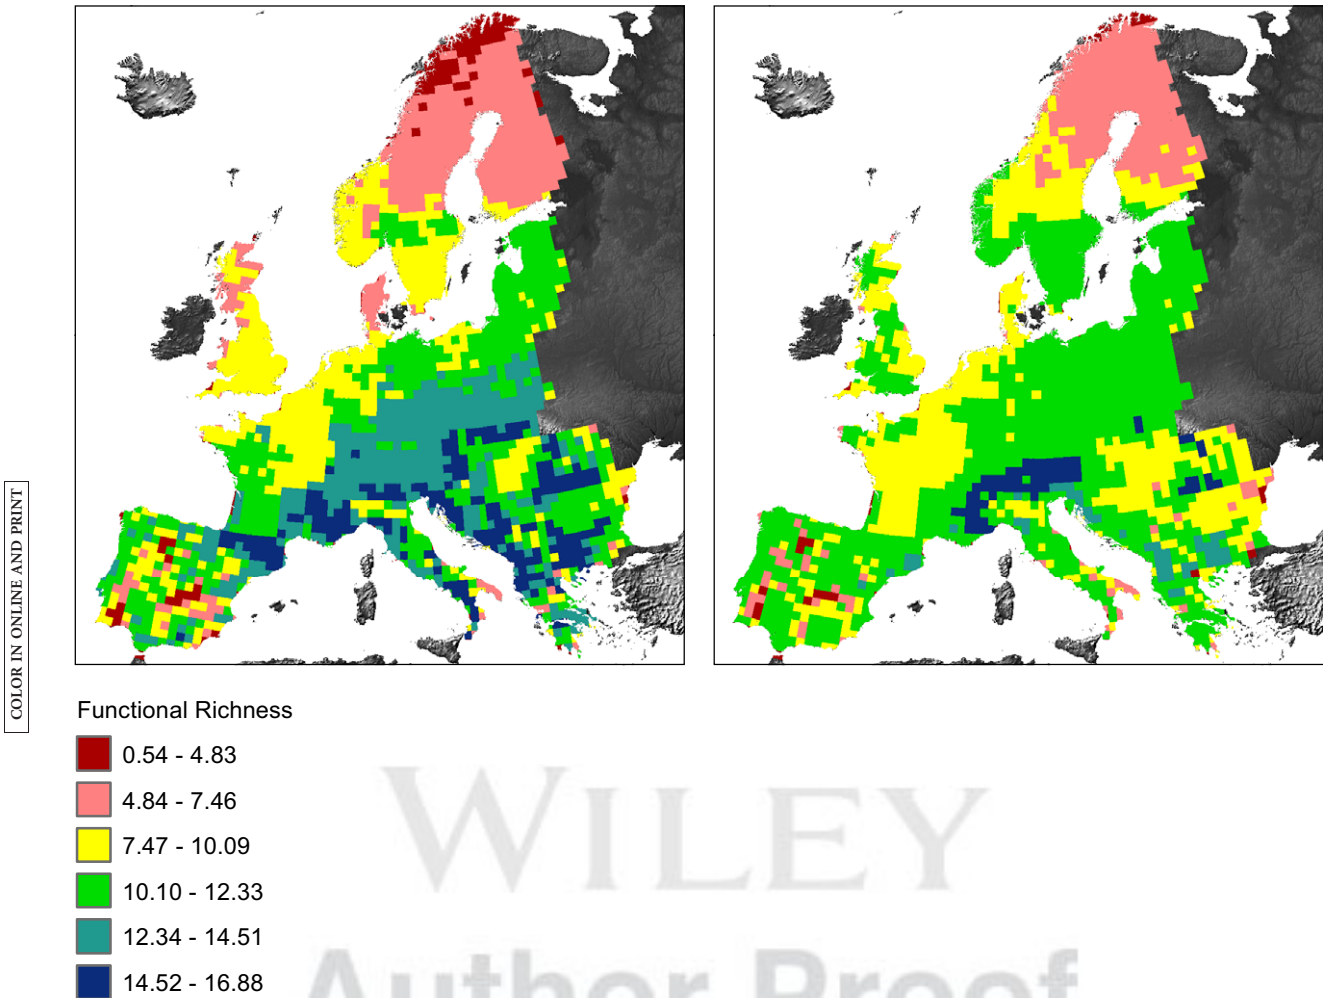 COLOR IN ONLINE AND PRINT
Functional Richness
0.54 - 4.83
4.84 - 7.46
7.47 - 10.09
10.10 - 12.33
12.34 - 14.51
14.52 - 16.88
WILEY
Author Proof